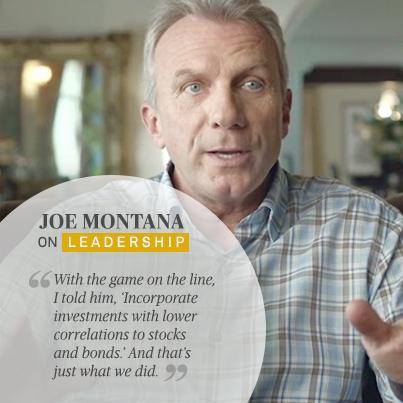 JOE MONTANA
ON LEADERSHIP
“With the game on the line,
I told him, ‘Incorporate
investments with lower
correlations to stocks
and bonds.’ And that’s
just what we did.”